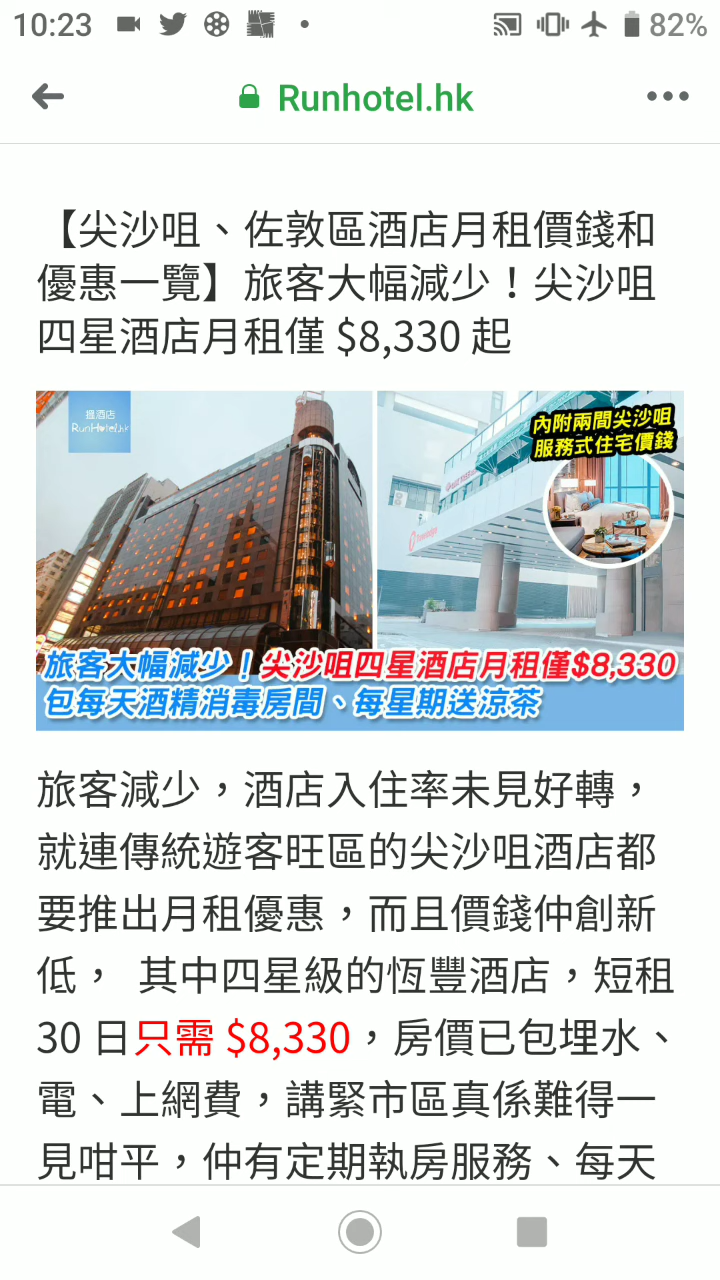 10:23
82%
Runhotel.hk
【尖沙咀、佐敦區酒店月租價錢和
優惠一覽】旅客大幅減少！尖沙咀
四星酒店月租僅 $8,330 起
搵酒店
RunHotel.hk
內附兩間尖沙咀
服務式住宅價錢
旅客大幅減少！尖沙咀四星酒店月租僅$8,330
包每天酒精消毒房間、每星期送涼茶
旅客減少，酒店入住率未見好轉，
就連傳統遊客旺區的尖沙咀酒店都
要推出月租優惠，而且價錢仲創新
低， 其中四星級的恆豐酒店，短租
30 日只需 $8,330，房價已包埋水、
電、上網費，講緊市區真係難得一
見咁平，仲有定期執房服務、每天